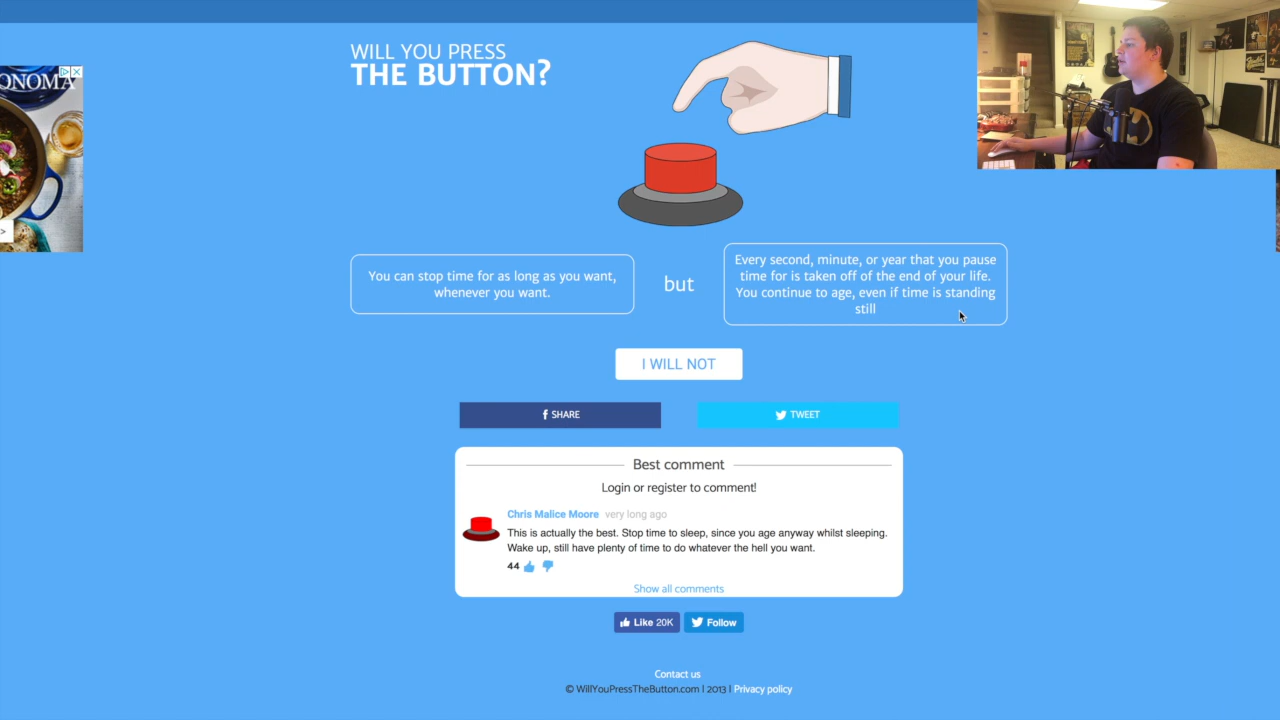 WILL YOU PRESS
THE BUTTON?
ONOMA
>
You can stop time for as long as you want,
whenever you want.
but
Every second, minute, or year that you pause
time for is taken off of the end of your life.
You continue to age, even if time is standing
still
I WILL NOT
f SHARE
TWEET
Best comment
Login or register to comment!
Chris Malice Moore very long ago
This is actually the best. Stop time to sleep, since you age anyway whilst sleeping.
Wake up, still have plenty of time to do whatever the hell you want.
44
Show all comments
Like 20K
Follow
Contact us
© WillYouPressTheButton.com | 2013 | Privacy policy